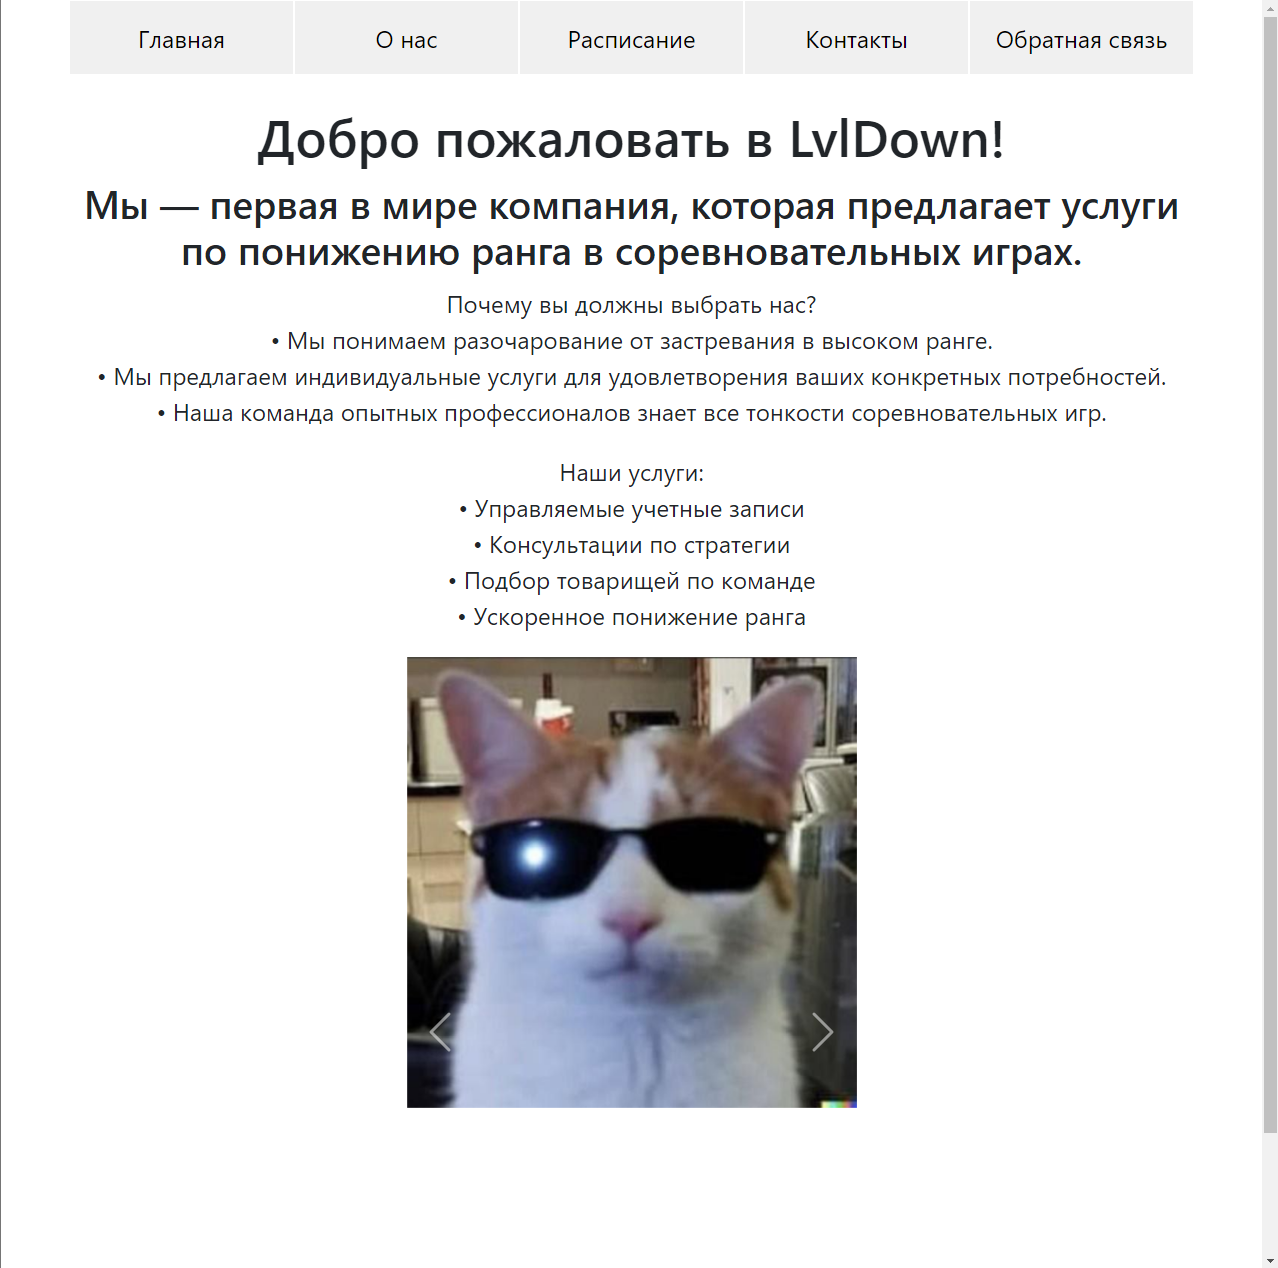 Главная
О нас
Расписание
Контакты
Обратная связь
Добро пожаловать в LvlDown!
Мы — первая в мире компания, которая предлагает услуги
по понижению ранга в соревновательных играх.
Почему вы должны выбрать нас?
• Мы понимаем разочарование от застревания в высоком ранге.
• Мы предлагаем индивидуальные услуги для удовлетворения ваших конкретных потребностей.
• Наша команда опытных профессионалов знает все тонкости соревновательных игр.
Наши услуги:
• Управляемые учетные записи
• Консультации по стратегии
• Подбор товарищей по команде
• Ускоренное понижение ранга